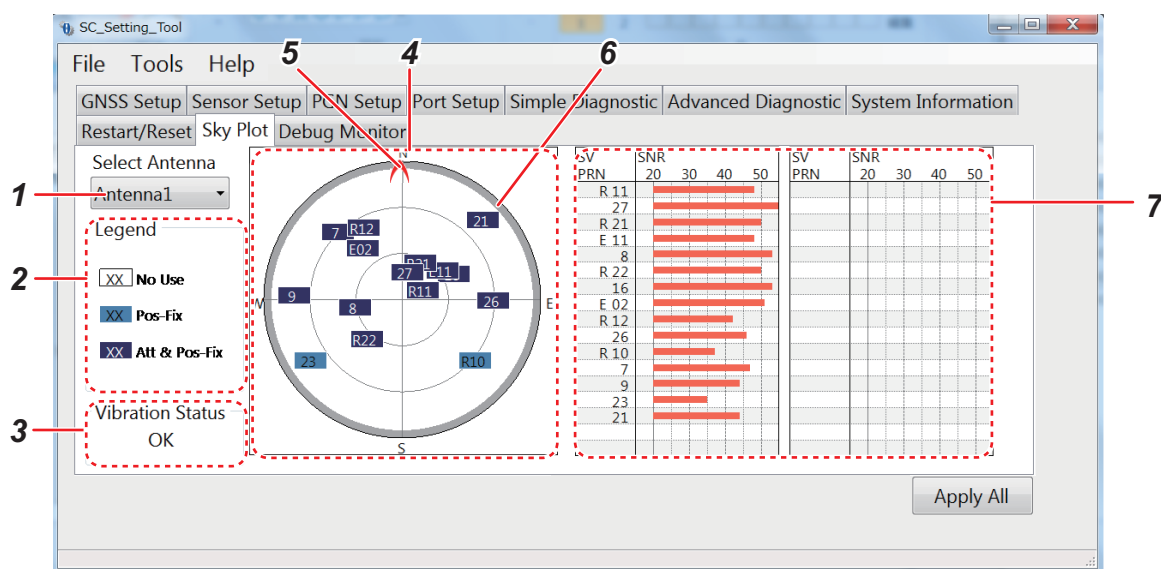 SC_Setting_Tool
File Tools Help
5 4 6
GNSS Setup Sensor Setup PGN Setup Port Setup Simple Diagnostic Advanced Diagnostic System Information
Restart/Reset Sky Plot Debug Monitor
Select Antenna
1 Antenna1
2 Legend
XX No Use
XX Pos-Fix
XX Att & Pos-Fix
3 Vibration Status
OK
N
21
7 R12
E02
27 R11
9 8 26
E
R22
23 R10
S
SV SNR SV SNR
PRN 20 30 40 50 PRN 20 30 40 50
7
R 11
27
R 21
E 11
8
R 22
16
E 02
R 12
26
R 10
7
9
23
21
Apply All